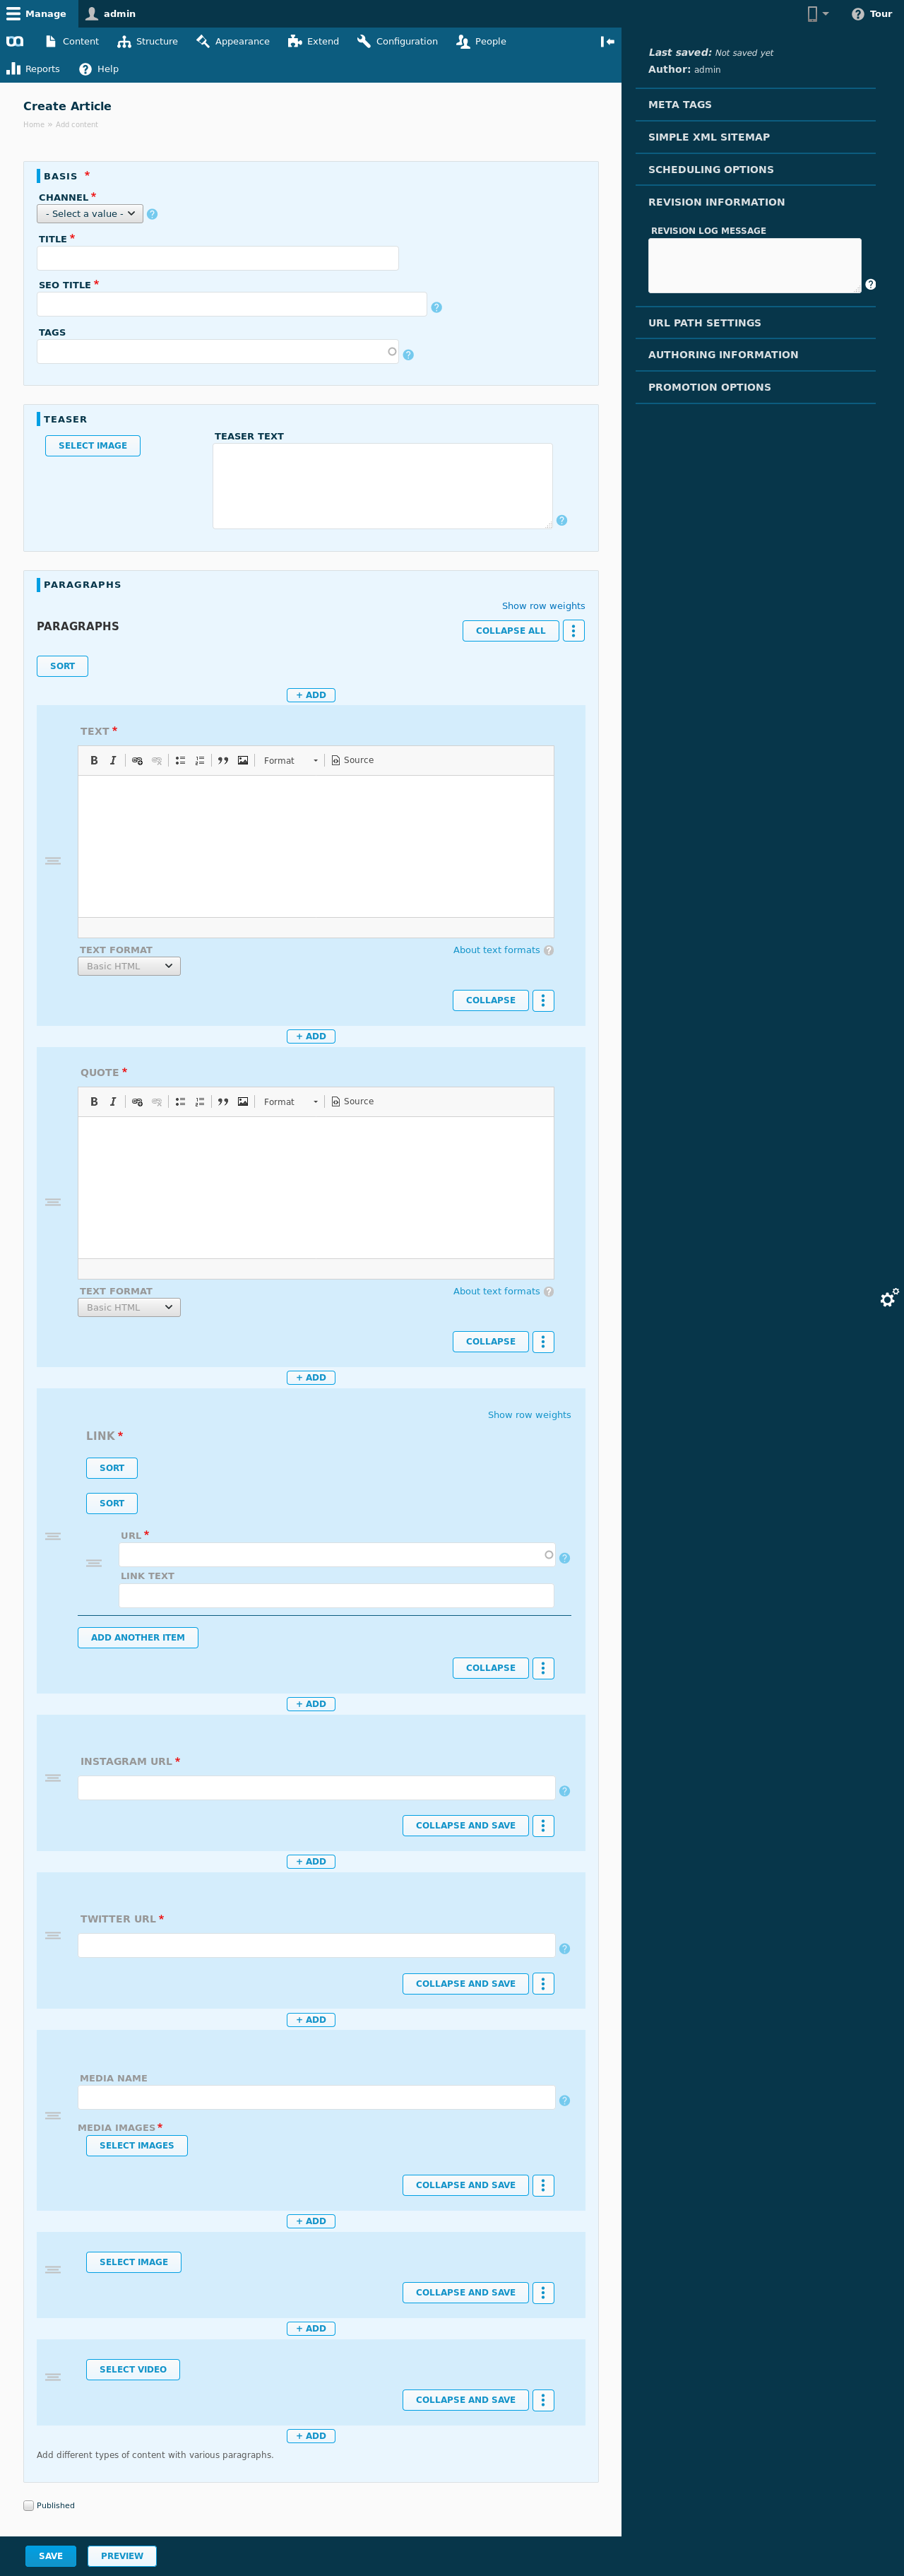 Manage admin Tour
Content Structure Appearance Extend Configuration People
Reports Help
Create Article
Home » Add content
BASIS *
CHANNEL *
- Select a value -
TITLE *
SEO TITLE *
TAGS
TEASER
SELECT IMAGE
TEASER TEXT
PARAGRAPHS
Show row weights
PARAGRAPHS
COLLAPSE ALL
SORT
+ ADD
TEXT *
B I Format Source
TEXT FORMAT
About text formats ?
Basic HTML
COLLAPSE
+ ADD
QUOTE *
B I Format Source
TEXT FORMAT
About text formats ?
Basic HTML
COLLAPSE
+ ADD
Show row weights
LINK *
SORT
SORT
URL *
LINK TEXT
ADD ANOTHER ITEM
COLLAPSE
+ ADD
INSTAGRAM URL *
COLLAPSE AND SAVE
+ ADD
TWITTER URL *
COLLAPSE AND SAVE
+ ADD
MEDIA NAME
MEDIA IMAGES *
SELECT IMAGES
COLLAPSE AND SAVE
+ ADD
SELECT IMAGE
COLLAPSE AND SAVE
+ ADD
SELECT VIDEO
COLLAPSE AND SAVE
+ ADD
Add different types of content with various paragraphs.
Published
SAVE PREVIEW
Last saved: Not saved yet
Author: admin
META TAGS
SIMPLE XML SITEMAP
SCHEDULING OPTIONS
REVISION INFORMATION
REVISION LOG MESSAGE
URL PATH SETTINGS
AUTHORING INFORMATION
PROMOTION OPTIONS